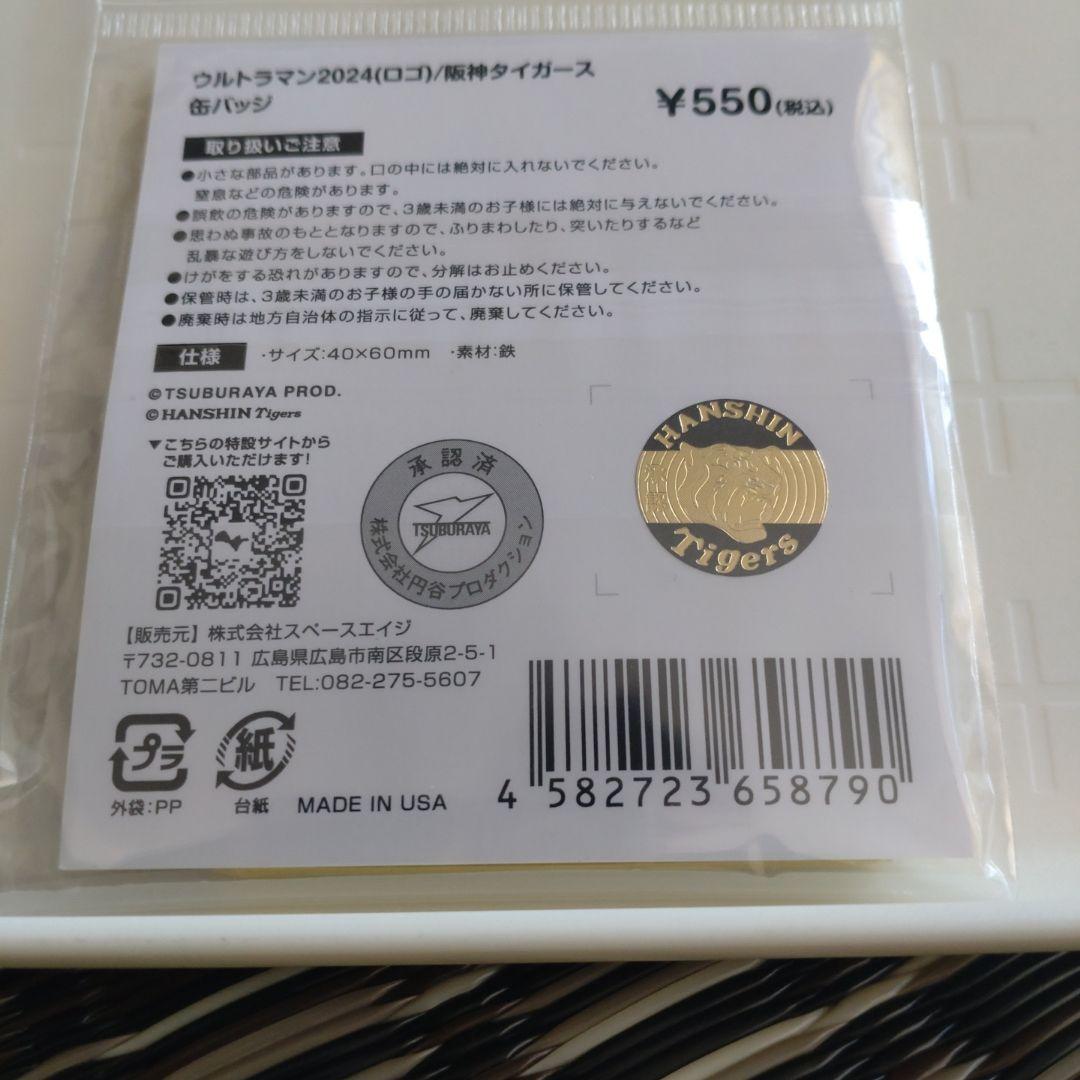 ウルトラマン2024(ロゴ)/阪神タイガース
缶バッジ
¥550(税込)
取り扱いご注意
●小さな部品があります。口の中には絶対に入れないでください。
窒息などの危険があります。
●誤飲の危険がありますので、3歳未満のお子様には絶対に与えないでください。
●思わぬ事故のもととなりますので、ふりまわしたり、突いたりするなど
乱暴な遊び方をしないでください。
●けがをする恐れがありますので、分解はお止めください。
●保管時は、3歳未満のお子様の手の届かない所に保管してください。
●廃棄時は地方自治体の指示に従って、廃棄してください。
仕様 ・サイズ:40×60mm ・素材:鉄
©TSUBURAYA PROD.
©HANSHIN Tigers
▼こちらの特設サイトから
ご購入いただけます!
承認済
TSUBURAYA
株式会社円谷プロダクション
HANSHIN
承認
Tigers
【販売元】株式会社スペースエイジ
〒732-0811 広島県広島市南区段原2-5-1
TOMA第二ビル TEL:082-275-5607
プラ
外袋:PP
紙
台紙
MADE IN USA
4 582723 658790